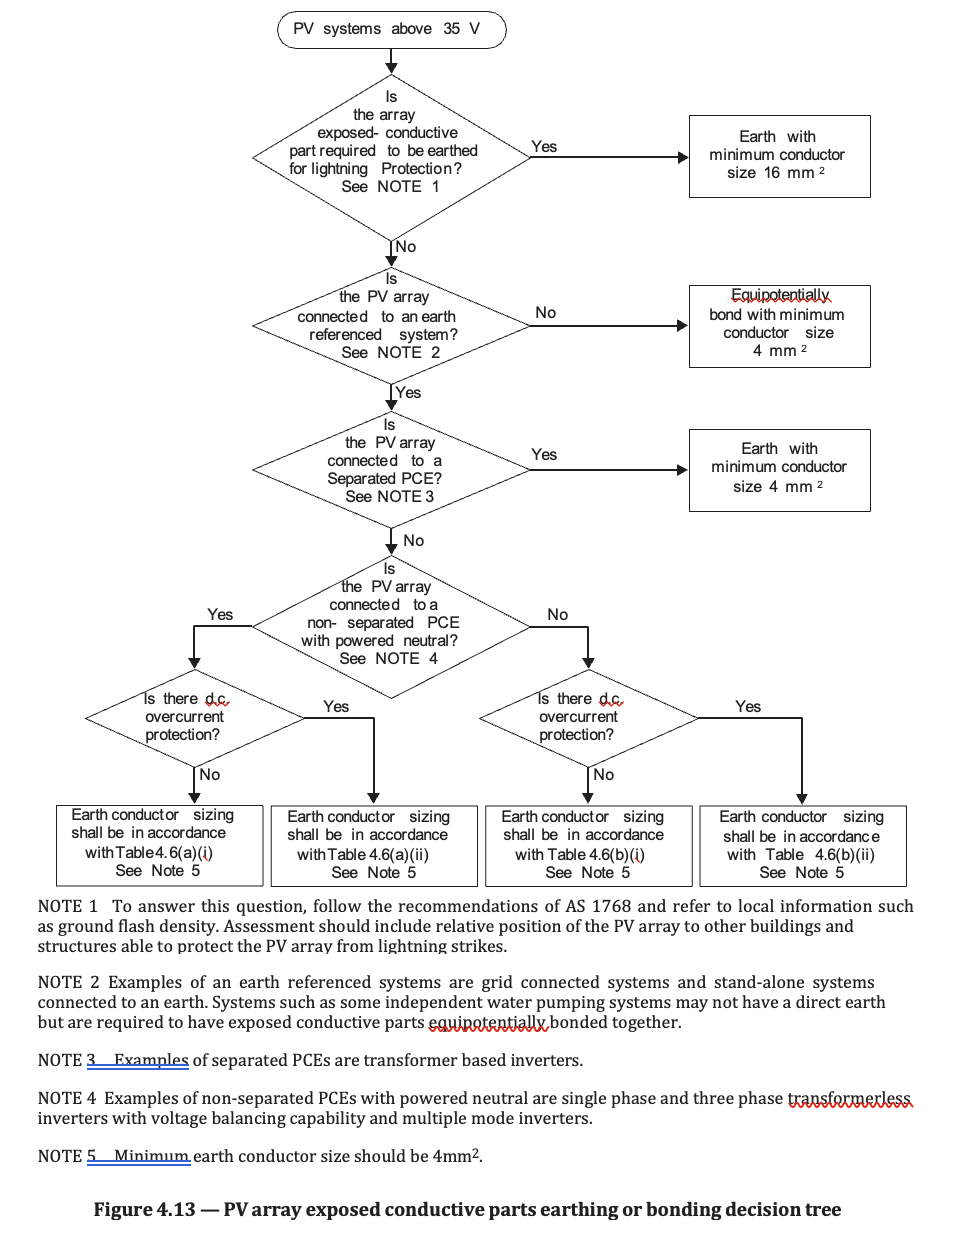 PV systems above 35 V
Is
the array
exposed- conductive
part required to be earthed
for lightning Protection?
See NOTE 1
Yes
Earth with
minimum conductor
size 16 mm ²
No
Is
the PV array
connected to an earth
referenced system?
See NOTE 2
No
Equipotentially
bond with minimum
conductor size
4 mm ²
Yes
Is
the PV array
connected to a
Separated PCE?
See NOTE 3
Yes
Earth with
minimum conductor
size 4 mm ²
No
Is
the PV array
connected to a
non- separated PCE
with powered neutral?
See NOTE 4
Yes
No
Is there d.c.
overcurrent
protection?
Yes
No
Is there d.c.
overcurrent
protection?
Yes
No
Earth conductor sizing
shall be in accordance
with Table 4.6(a)(i)
See Note 5
Earth conductor sizing
shall be in accordance
with Table 4.6(a)(ii)
See Note 5
Earth conductor sizing
shall be in accordance
with Table 4.6(b)(i)
See Note 5
Earth conductor sizing
shall be in accordance
with Table 4.6(b)(ii)
See Note 5
NOTE 1 To answer this question, follow the recommendations of AS 1768 and refer to local information such
as ground flash density. Assessment should include relative position of the PV array to other buildings and
structures able to protect the PV array from lightning strikes.
NOTE 2 Examples of an earth referenced systems are grid connected systems and stand-alone systems
connected to an earth. Systems such as some independent water pumping systems may not have a direct earth
but are required to have exposed conductive parts equipotentially bonded together.
NOTE 3 Examples of separated PCEs are transformer based inverters.
NOTE 4 Examples of non-separated PCEs with powered neutral are single phase and three phase transformerless
inverters with voltage balancing capability and multiple mode inverters.
NOTE 5 Minimum earth conductor size should be 4mm².
Figure 4.13 — PV array exposed conductive parts earthing or bonding decision tree